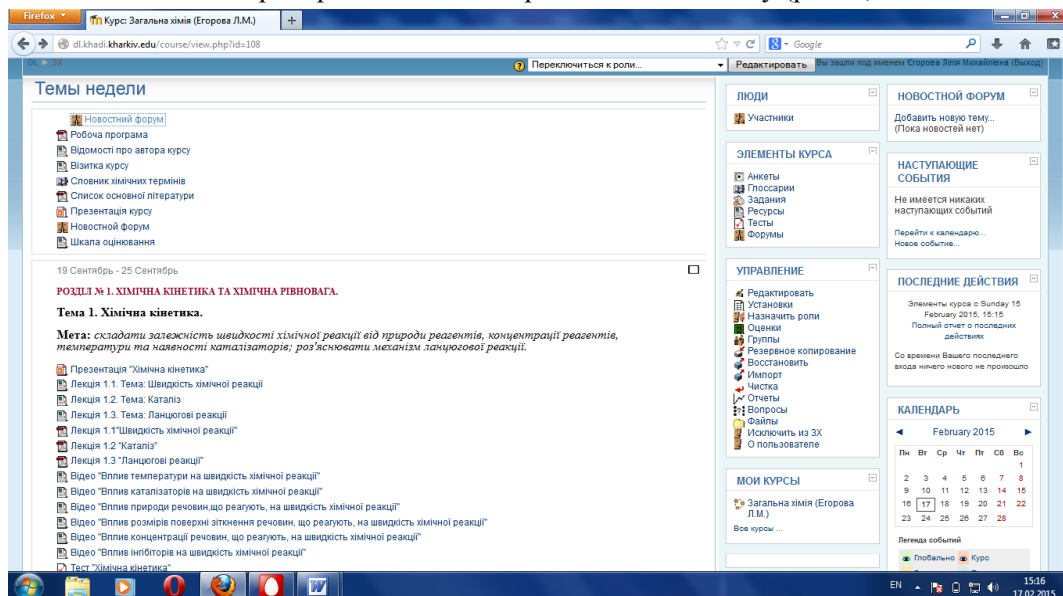 Firefox
Курс: Загальна хімія (Егорова Л.М.)
dl.khadi.kharkiv.edu/course/view.php?id=108
Google
DL ► ЗХ
Переключиться к роли...
Редактировать
Вы зашли под именем Єгорова Лілія Михайлівна (Выход)
Темы недели
Новостний форум
Робоча програма
Відомості про автора курсу
Візитка курсу
Словник хімічних термінів
Список основної літератури
Презентація курсу
Новостной форум
Шкала оцінювання
19 Сентябрь - 25 Сентябрь
РОЗДІЛ № 1. ХІМІЧНА КІНЕТИКА ТА ХІМІЧНА РІВНОВАГА.
Тема 1. Хімічна кінетика.
Мета: складати залежність швидкості хімічної реакції від природи реагентів, концентрації реагентів,
температури та наявності каталізаторів; роз'яснювати механізм ланцюгової реакції.
Презентація "Хімічна кінетика"
Лекція 1.1. Тема: Швидкість хімічної реакції
Лекція 1.2. Тема: Каталіз
Лекція 1.3. Тема: Ланцюгові реакції
Лекція 1.1"Швидкість хімічної реакції"
Лекція 1.2 "Каталіз"
Лекція 1.3 "Ланцюгові реакції"
Відео "Вплив температури на швидкість хімічної реакції"
Відео "Вплив каталізаторів на швидкість хімічної реакції"
Відео "Вплив природи речовин,що реагують, на швидкість хімічної реакції"
Відео "Вплив розмірів поверхні зіткнення речовин, що реагують, на швидкість хімічної реакції"
Відео "Вплив концентрації речовин, що реагують, на швидкість хімічної реакції"
Відео "Вплив інгібіторів на швидкість хімічної реакції"
Тест "Хімічна кінетика"
ЛЮДИ
Участники
ЭЛЕМЕНТЫ КУРСА
Анкеты
Глоссарии
Задания
Ресурсы
Тесты
Форумы
УПРАВЛЕНИЕ
Редактировать
Установки
Назначить роли
Оценки
Группы
Резервное копирование
Восстановить
Импорт
Чистка
Отчеты
Вопросы
Файлы
Исключить из ЗХ
О пользователе
МОИ КУРСЫ
Загальна хімія (Егорова
Л.М.)
Все курсы ...
НОВОСТНОЙ ФОРУМ
Добавить новую тему...
(Пока новостей нет)
НАСТУПАЮЩИЕ
СОБЫТИЯ
Не имеется никаких
наступающих событий
Перейти к календарю...
Новое событие...
ПОСЛЕДНИЕ ДЕЙСТВИЯ
Элементы курса с Sunday 15
February 2015, 15:15
Полный отчет о последних
действиях
Со времени Вашего последнего
входа ничего нового не произошло
КАЛЕНДАРЬ
◄ February 2015 ►
Пн Вт Ср Чт Пт Сб Вс
1
2 3 4 5 6 7 8
9 10 11 12 13 14 15
16 17 18 19 20 21 22
23 24 25 26 27 28
Легенда событий
Глобально Курс
EN
15:16
17.02.2015